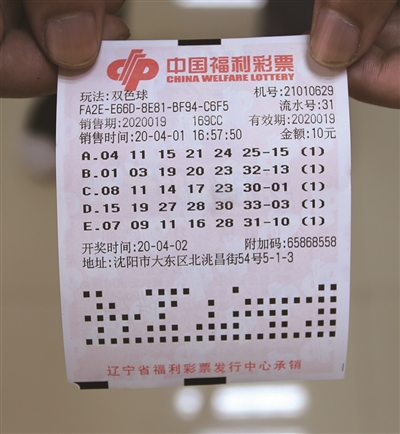 中国福利彩票
CHINA WELFARE LOTTERY
玩法:双色球 机号:21010629
FA2E-E66D-8E81-BF94-C6F5 流水号:31
销售期:2020019 169CC 有效期:2020019
销售时间:20-04-01 16:57:50 金额:10元
A.04 11 15 21 24 25-15 (1)
B.01 03 19 20 23 32-13 (1)
C.08 11 14 17 23 30-01 (1)
D.15 19 27 28 30 33-03 (1)
E.07 09 11 16 28 31-10 (1)
开奖时间:20-04-02 附加码:65868558
地址:沈阳市大东区北洮昌街54号5-1-3
辽宁省福利彩票发行中心承销